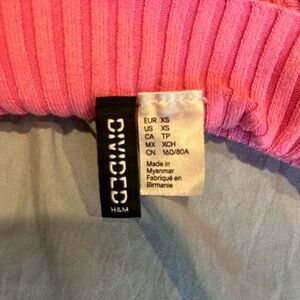 DIVIDED
H&M
EUR XS
US XS
CA TP
MX XCH
CN 160/80A
Made in
Myanmar
Fabriqué en
Birmanie